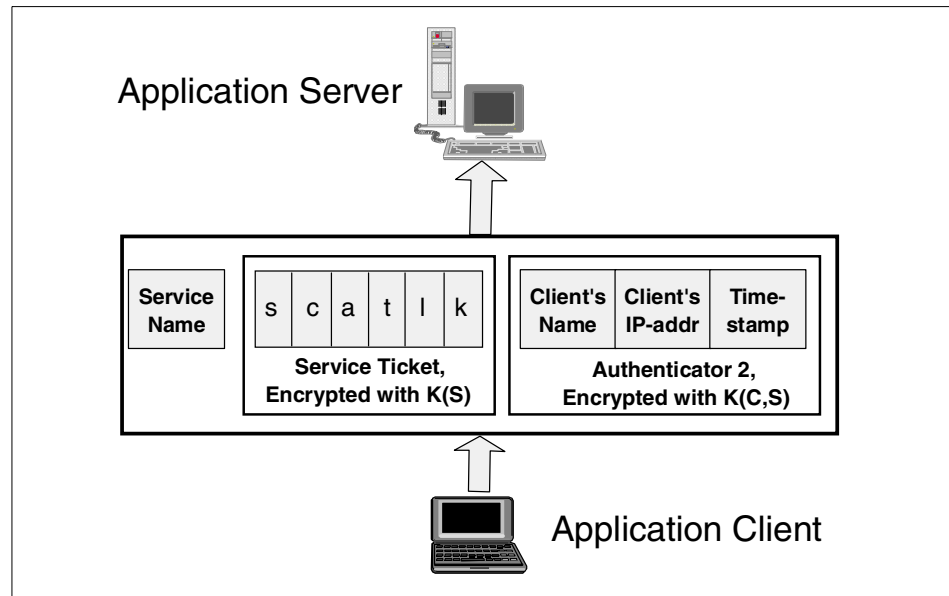 Application Server
Service
Name
s c a t l k
Service Ticket,
Encrypted with K(S)
Client's
Name
Client's
IP-addr
Time-
stamp
Authenticator 2,
Encrypted with K(C,S)
Application Client